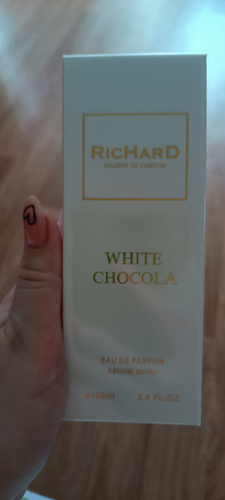 RICHARD
MAISON DE PARFUM
WHITE
CHOCOLA
EAU DE PARFUM
natural spray
100ml 3.4 FL.OZ